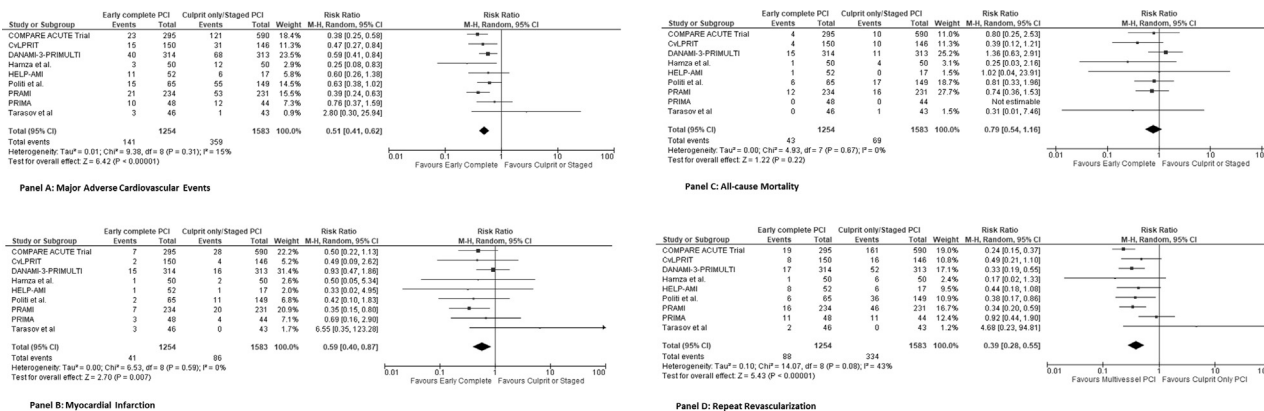 Early complete PCI Culprit only/Staged PCI Risk Ratio Risk Ratio
Study or Subgroup Events Total Events Total Weight M-H, Random, 95% CI M-H, Random, 95% CI
COMPARE ACUTE Trial 23 295 121 590 18.4% 0.38 [0.25, 0.58]
CvLPRIT 15 150 31 146 9.2% 0.47 [0.27, 0.84]
DANAMI-3-PRIMULTI 40 314 68 313 25.2% 0.59 [0.41, 0.84]
Hamza et al. 3 50 12 50 2.2% 0.25 [0.08, 0.83]
HELP-AMI 11 52 6 17 5.1% 0.60 [0.26, 1.38]
Politi et al 15 65 55 149 14.5% 0.63 [0.38, 1.02]
PRAMI 21 234 53 231 14.0% 0.39 [0.24, 0.63]
PRIMA 10 48 12 44 7.3% 0.76 [0.37, 1.59]
Tarasov et al 3 46 1 43 0.9% 2.80 [0.30, 25.94]
Total (95% CI) 1254 1583 100.0% 0.51 [0.41, 0.62]
Total events 141 359
Heterogeneity: Tau² = 0.01; Chi² = 9.38, df = 8 (P = 0.31); I² = 15%
Test for overall effect: Z = 6.42 (P < 0.00001)
0.01 0.1 1 10 100
Favours Early Complete Favours Culprit or Staged
Panel A: Major Adverse Cardiovascular Events
Early complete PCI Culprit only/Staged PCI Risk Ratio Risk Ratio
Study or Subgroup Events Total Events Total Weight M-H, Random, 95% CI M-H, Random, 95% CI
COMPARE ACUTE Trial 4 295 10 590 11.0% 0.80 [0.25, 2.53]
CvLPRIT 4 150 10 146 11.4% 0.39 [0.12, 1.21]
DANAMI-3-PRIMULTI 15 314 11 313 25.2% 1.36 [0.63, 2.91]
Hamza et al. 1 50 4 50 3.2% 0.25 [0.03, 2.16]
HELP-AMI 1 52 0 17 1.5% 1.02 [0.04, 23.91]
Politi et al 6 65 17 149 18.7% 0.81 [0.33, 1.96]
PRAMI 12 234 16 231 0.74 [0.36, 1.53]
PRIMA 0 48 0 44 Not estimable
Tarasov et al 0 46 1 43 1.5% 0.31 [0.01, 7.46]
Total (95% CI) 1254 1583 100.0% 0.79 [0.54, 1.16]
Total events 43 69
Heterogeneity: Tau² = 0.00; Chi² = 4.93, df = 7 (P = 0.67); I² = 0%
Test for overall effect: Z = 1.22 (P = 0.22)
0.01 0.1 1 10 100
Favours Early Complete Favours Culprit or Staged
Panel C: All-cause Mortality
Early complete PCI Culprit only/Staged PCI Risk Ratio Risk Ratio
Study or Subgroup Events Total Events Total Weight M-H, Random, 95% CI M-H, Random, 95% CI
COMPARE ACUTE Trial 7 295 28 590 22.2% 0.50 [0.22, 1.13]
CvLPRIT 2 150 4 146 5.2% 0.49 [0.09, 2.62]
DANAMI-3-PRIMULTI 15 314 16 313 31.4% 0.93 [0.47, 1.86]
Hamza et al. 1 50 2 50 2.6% 0.50 [0.05, 5.34]
HELP-AMI 1 52 1 17 2.0% 0.33 [0.02, 4.95]
Politi et al 2 65 11 149 6.8% 0.42 [0.10, 1.83]
PRAMI 7 234 20 231 20.9% 0.35 [0.15, 0.80]
PRIMA 3 48 4 44 0.69 [0.16, 2.90]
Tarasov et al 3 46 0 43 1.7% 6.55 [0.35, 123.28]
Total (95% CI) 1254 1583 100.0% 0.59 [0.40, 0.87]
Total events 41 86
Heterogeneity: Tau² = 0.00; Chi² = 6.53, df = 8 (P = 0.59); I² = 0%
Test for overall effect: Z = 2.70 (P = 0.007)
0.01 0.1 1 10 100
Favours Early Complete Favours Culprit or Staged
Panel B: Myocardial Infarction
Early complete PCI Culprit only/Staged PCI Risk Ratio Risk Ratio
Study or Subgroup Events Total Events Total Weight M-H, Random, 95% CI M-H, Random, 95% CI
COMPARE ACUTE Trial 19 295 161 590 19.0% 0.24 [0.15, 0.37]
CvLPRIT 8 150 16 146 0.49 [0.21, 1.10]
DANAMI-3-PRIMULTI 17 314 52 313 17.1% 0.33 [0.19, 0.55]
Hamza et al. 1 50 6 50 2.4% 0.17 [0.02, 1.33]
HELP-AMI 8 52 6 17 0.44 [0.18, 1.08]
Politi et al 6 65 36 149 0.38 [0.17, 0.86]
PRAMI 16 234 46 231 0.34 [0.20, 0.59]
PRIMA 11 48 11 44 12.4% 0.92 [0.44, 1.90]
Tarasov et al 2 46 0 43 1.2% 4.68 [0.23, 94.81]
Total (95% CI) 1254 1583 100.0% 0.39 [0.28, 0.55]
Total events 88 334
Heterogeneity: Tau² = 0.10; Chi² = 14.07, df = 8 (P = 0.08); I² = 43%
Test for overall effect: Z = 5.43 (P < 0.00001)
0.01 0.1 1 10 100
Favours Multivessel PCI Favours Culprit Only PCI
Panel D: Repeat Revascularization